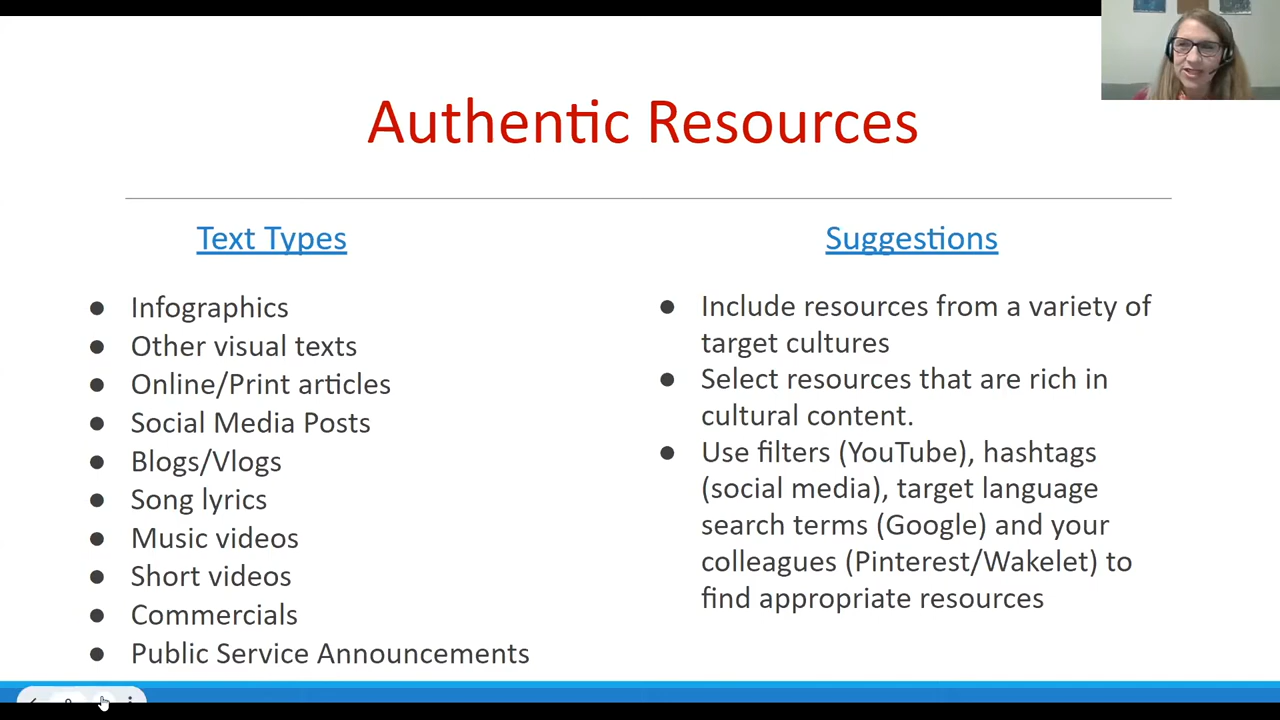 Authentic Resources
Text Types
● Infographics
● Other visual texts
● Online/Print articles
● Social Media Posts
● Blogs/Vlogs
● Song lyrics
● Music videos
● Short videos
● Commercials
● Public Service Announcements
Suggestions
● Include resources from a variety of
target cultures
● Select resources that are rich in
cultural content.
● Use filters (YouTube), hashtags
(social media), target language
search terms (Google) and your
colleagues (Pinterest/Wakelet) to
find appropriate resources